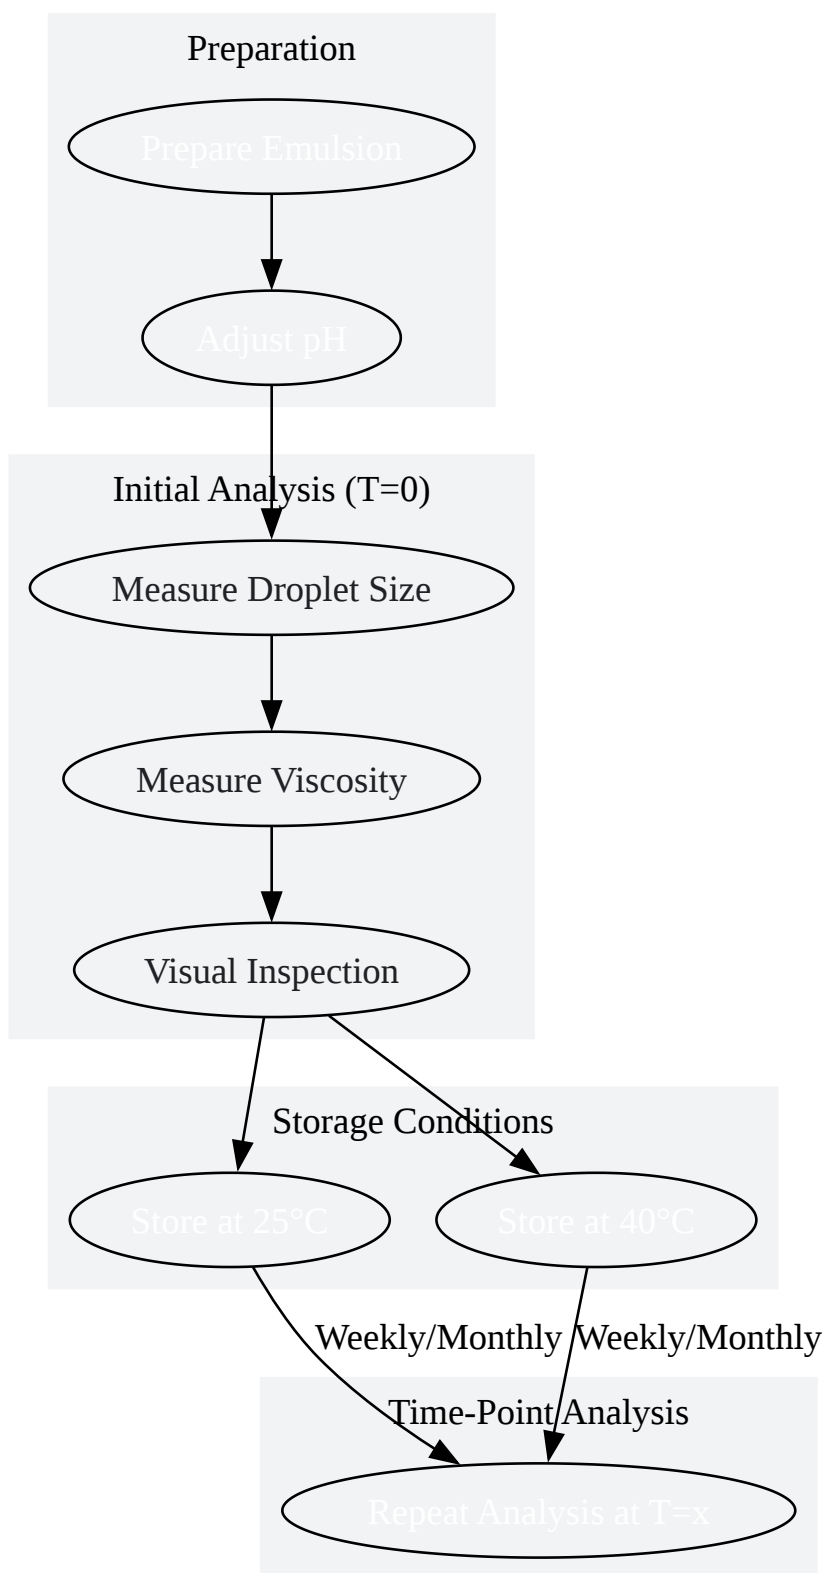 Preparation
Prepare Emulsion
Adjust pH
Initial Analysis (T=0)
Measure Droplet Size
Measure Viscosity
Visual Inspection
Storage Conditions
Store at 25°C
Store at 40°C
Weekly/Monthly
Weekly/Monthly
Time-Point Analysis
Repeat Analysis at T=x